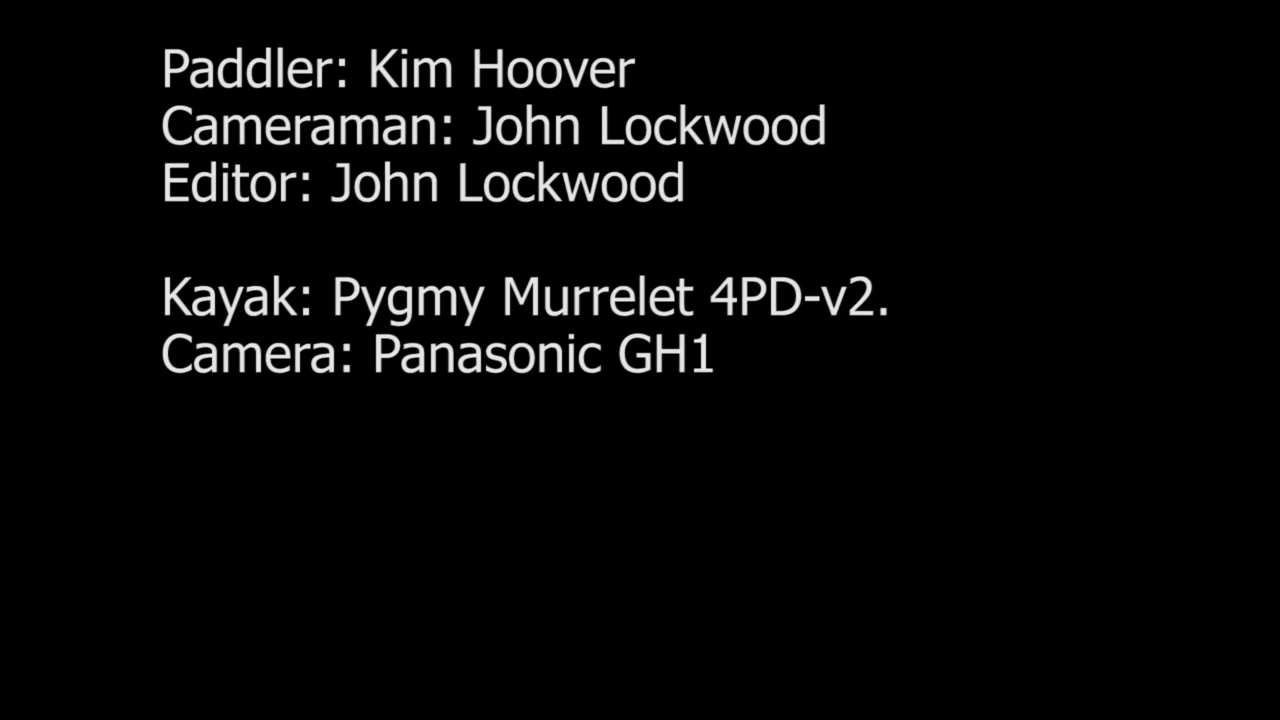 Paddler: Kim Hoover
Cameraman: John Lockwood
Editor: John Lockwood
Kayak: Pygmy Murrelet 4PD-v2.
Camera: Panasonic GH1